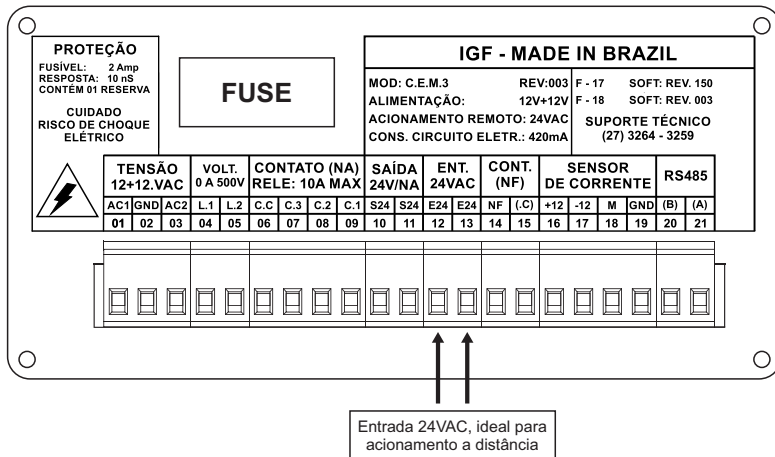 PROTEÇÃO
FUSÍVEL: 2 Amp
RESPOSTA: 10 nS
CONTÉM 01 RESERVA
CUIDADO
RISCO DE CHOQUE
ELÉTRICO
FUSE
IGF - MADE IN BRAZIL
MOD: C.E.M.3 REV:003
ALIMENTAÇÃO: 12V+12V
ACIONAMENTO REMOTO: 24VAC
CONS. CIRCUITO ELETR.: 420mA
F - 17 SOFT: REV. 150
F - 18 SOFT: REV. 003
SUPORTE TÉCNICO
(27) 3264 - 3259
TENSÃO
12+12.VAC
VOLT.
0 A 500V
CONTATO (NA)
RELE: 10A MAX
SAÍDA
24V/NA
ENT.
24VAC
CONT.
(NF)
SENSOR
DE CORRENTE
RS485
AC1 GND AC2 L.1 L.2 C.C C.3 C.2 C.1 S24 S24 E24 E24 NF (.C) +12 -12 M GND (B) (A)
01 02 03 04 05 06 07 08 09 10 11 12 13 14 15 16 17 18 19 20 21
Entrada 24VAC, ideal para
acionamento a distância